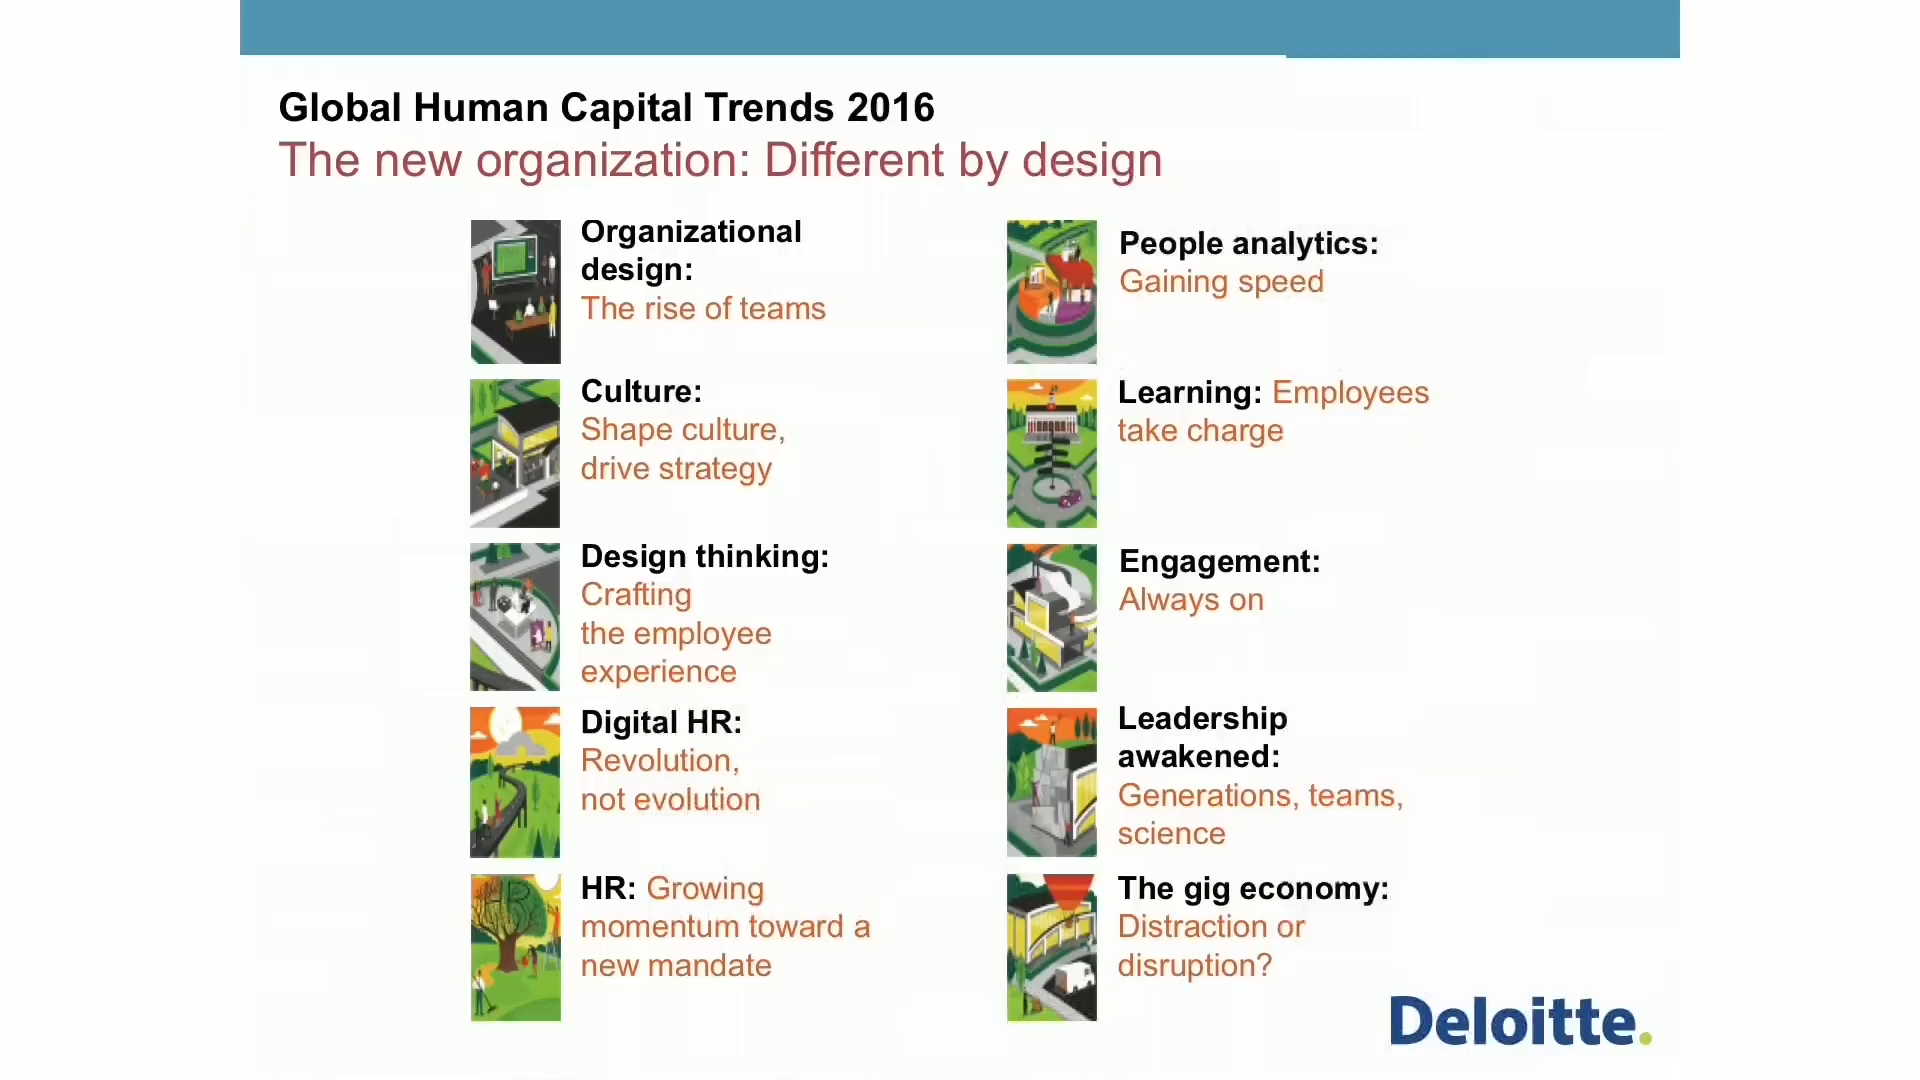 Global Human Capital Trends 2016
The new organization: Different by design
Organizational
design:
The rise of teams
Culture:
Shape culture,
drive strategy
Design thinking:
Crafting
the employee
experience
Digital HR:
Revolution,
not evolution
HR: Growing
momentum toward a
new mandate
People analytics:
Gaining speed
Learning: Employees
take charge
Engagement:
Always on
Leadership
awakened:
Generations, teams,
science
The gig economy:
Distraction or
disruption?
HR
Deloitte.